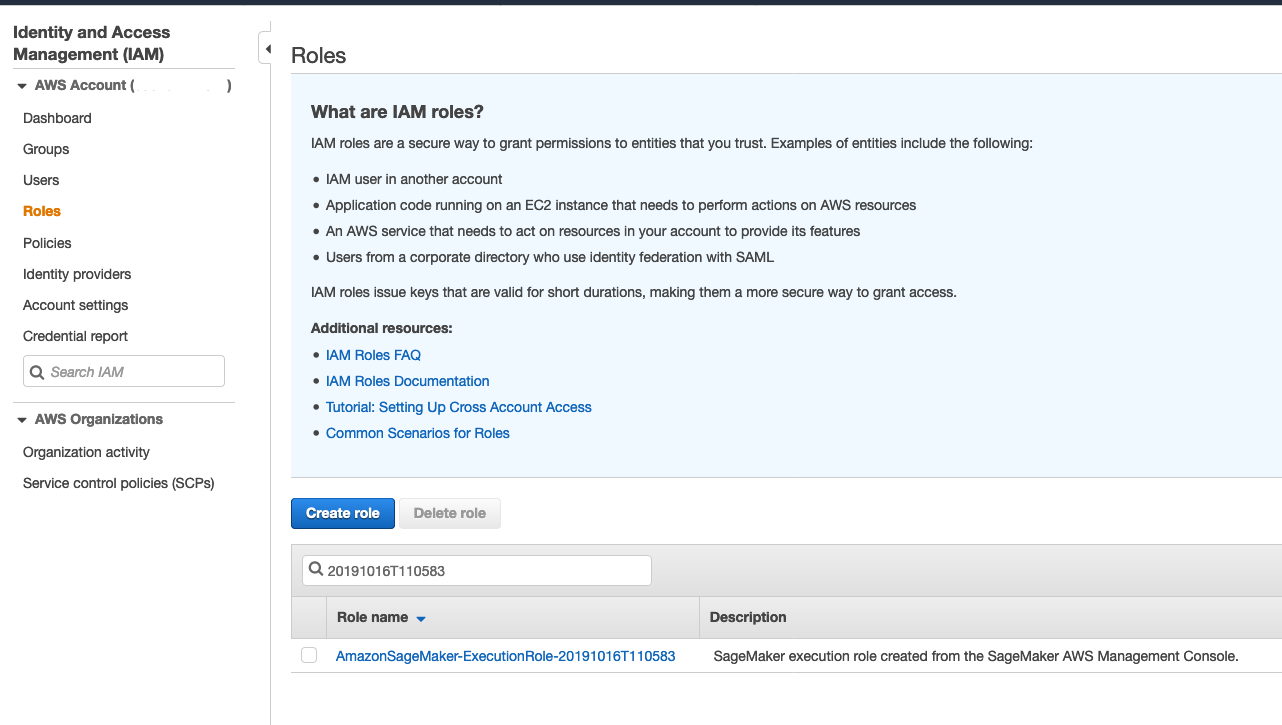 Identity and Access
Management (IAM)
AWS Account ( )
Dashboard
Groups
Users
Roles
Policies
Identity providers
Account settings
Credential report
Search IAM
AWS Organizations
Organization activity
Service control policies (SCPs)
Roles
What are IAM roles?
IAM roles are a secure way to grant permissions to entities that you trust. Examples of entities include the following:
• IAM user in another account
• Application code running on an EC2 instance that needs to perform actions on AWS resources
• An AWS service that needs to act on resources in your account to provide its features
• Users from a corporate directory who use identity federation with SAML
IAM roles issue keys that are valid for short durations, making them a more secure way to grant access.
Additional resources:
• IAM Roles FAQ
• IAM Roles Documentation
• Tutorial: Setting Up Cross Account Access
• Common Scenarios for Roles
Create role Delete role
20191016T110583
Role name Description
AmazonSageMaker-ExecutionRole-20191016T110583 SageMaker execution role created from the SageMaker AWS Management Console.